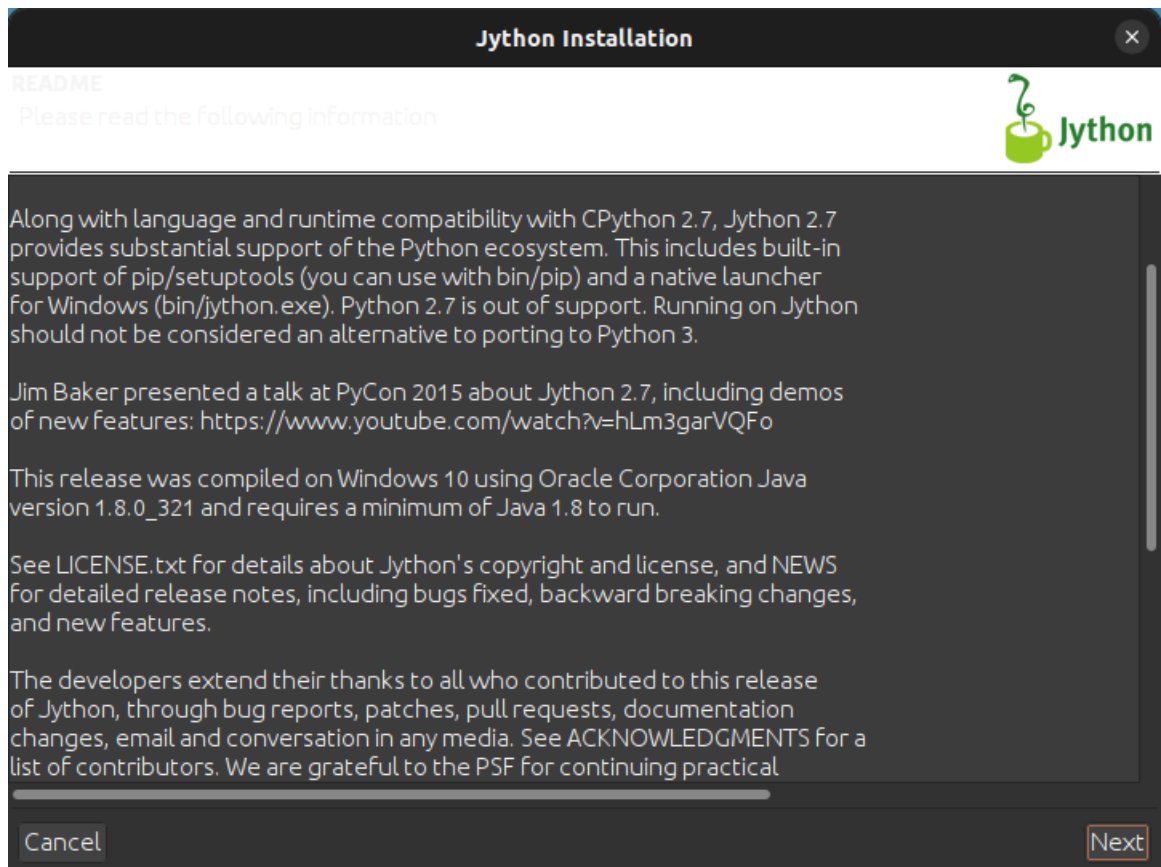 Jython Installation
README
Please read the following information
Jython
Along with language and runtime compatibility with CPython 2.7, Jython 2.7
provides substantial support of the Python ecosystem. This includes built-in
support of pip/setuptools (you can use with bin/pip) and a native launcher
for Windows (bin/jython.exe). Python 2.7 is out of support. Running on Jython
should not be considered an alternative to porting to Python 3.
Jim Baker presented a talk at PyCon 2015 about Jython 2.7, including demos
of new features: https://www.youtube.com/watch?v=hLm3garVQFo
This release was compiled on Windows 10 using Oracle Corporation Java
version 1.8.0_321 and requires a minimum of Java 1.8 to run.
See LICENSE.txt for details about Jython's copyright and license, and NEWS
for detailed release notes, including bugs fixed, backward breaking changes,
and new features.
The developers extend their thanks to all who contributed to this release
of Jython, through bug reports, patches, pull requests, documentation
changes, email and conversation in any media. See ACKNOWLEDGMENTS for a
list of contributors. We are grateful to the PSF for continuing practical
Cancel
Next